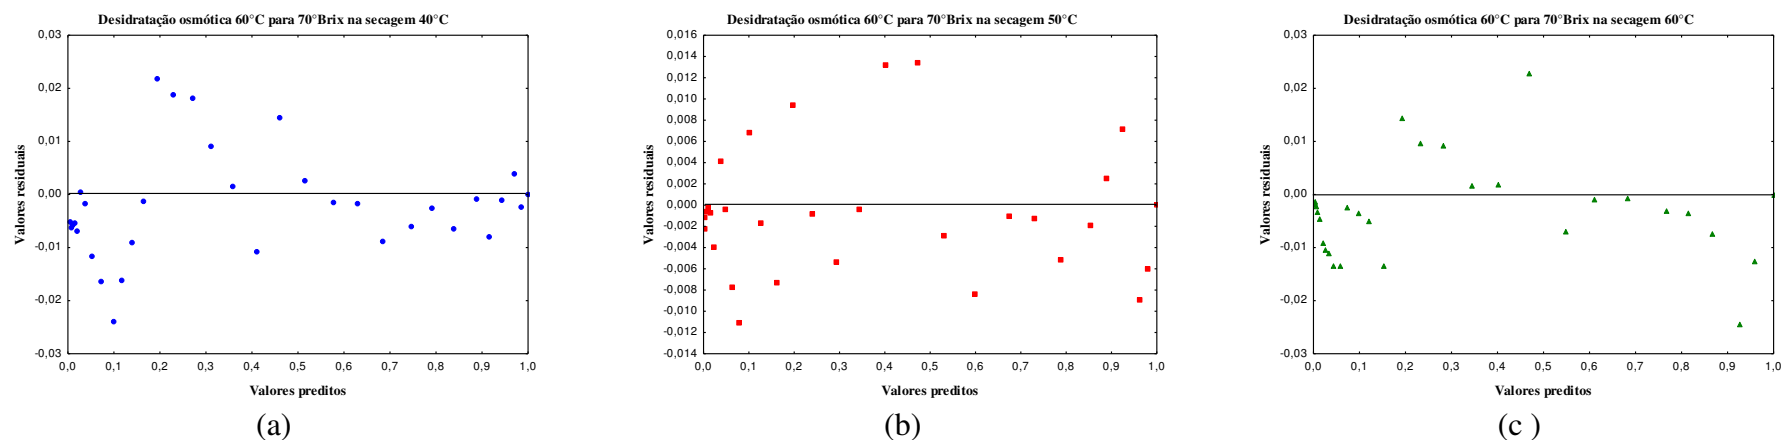 Desidratação osmótica 60°C para 70°Brix na secagem 40°C
0,03
0,02
0,01
0,00
-0,01
-0,02
-0,03
Valores residuais
0,0 0,1 0,2 0,3 0,4 0,5 0,6 0,7 0,8 0,9 1,0
Valores preditos
(a)
Desidratação osmótica 60°C para 70°Brix na secagem 50°C
0,016
0,014
0,012
0,010
0,008
0,006
0,004
0,002
0,000
-0,002
-0,004
-0,006
-0,008
-0,010
-0,012
-0,014
Valores residuais
0,0 0,1 0,2 0,3 0,4 0,5 0,6 0,7 0,8 0,9 1,0
Valores preditos
(b)
Desidratação osmótica 60°C para 70°Brix na secagem 60°C
0,03
0,02
0,01
0,00
-0,01
-0,02
-0,03
Valores residuais
0,0 0,1 0,2 0,3 0,4 0,5 0,6 0,7 0,8 0,9 1,0
Valores preditos
(c )